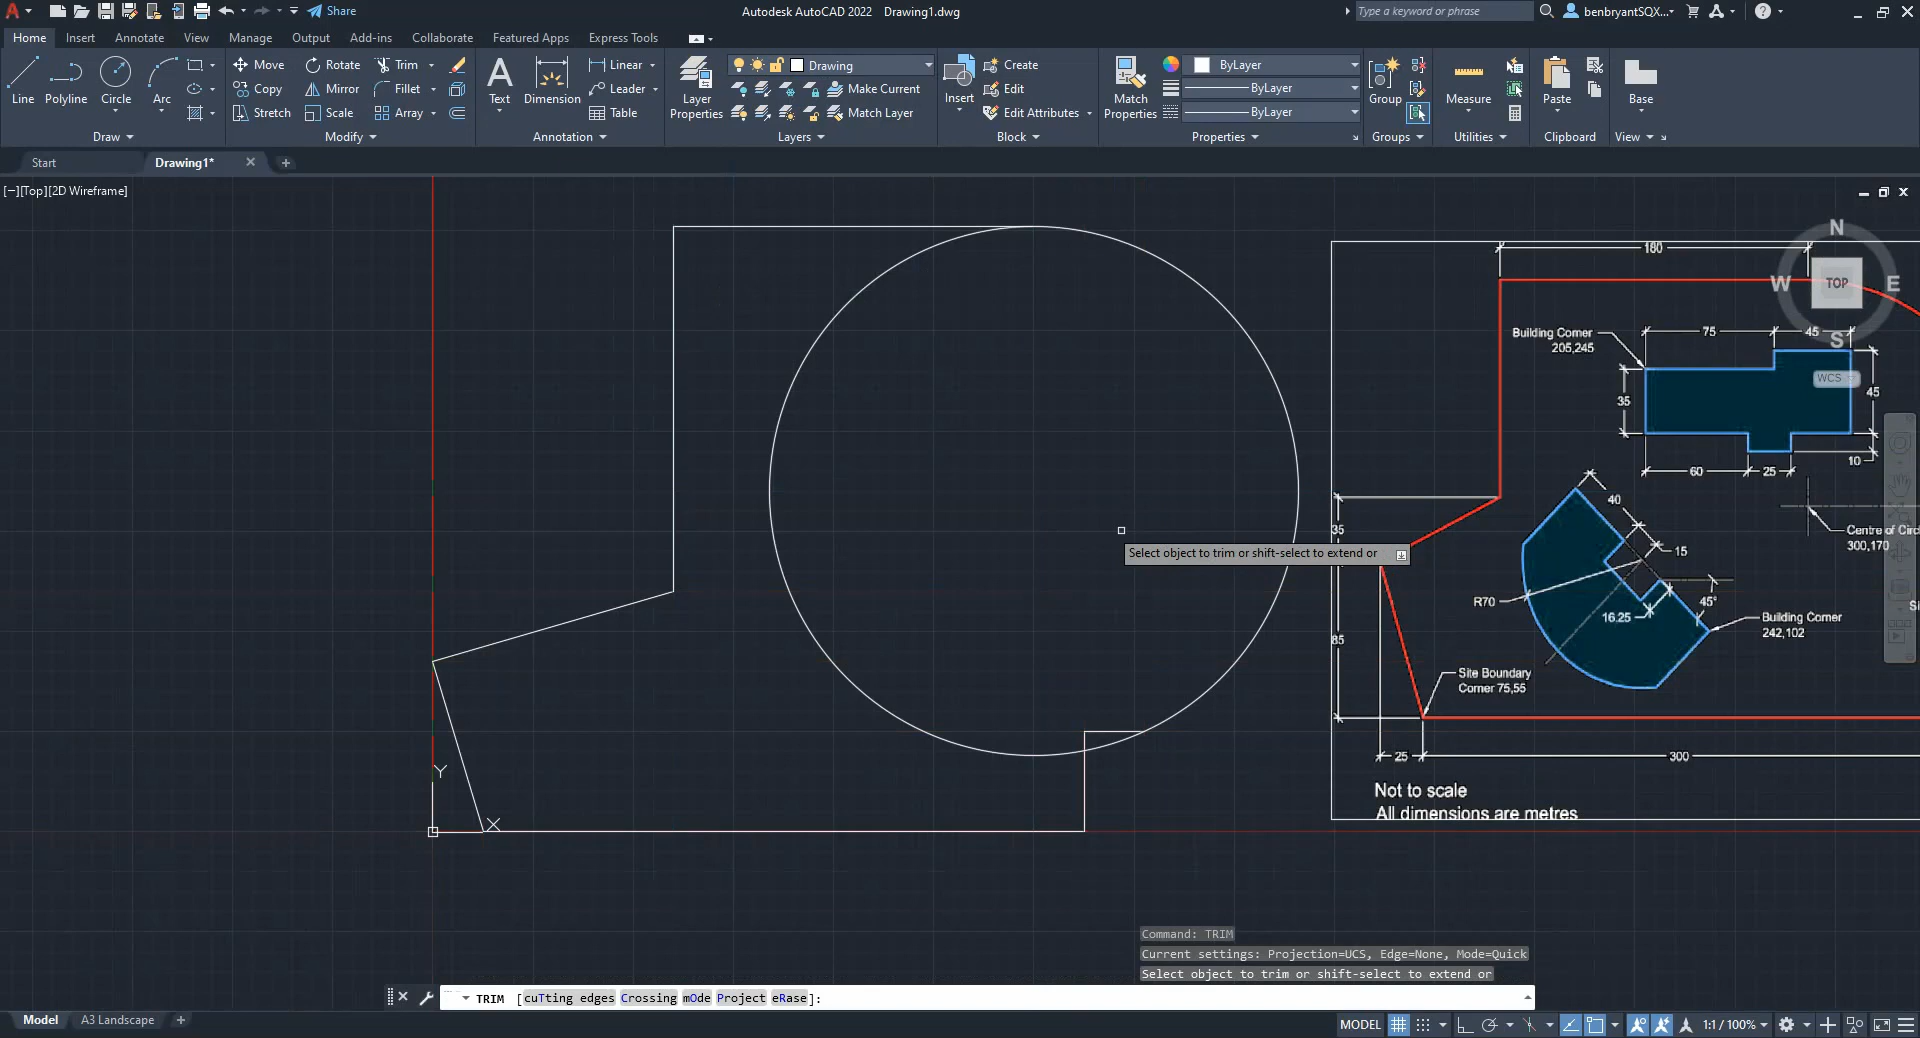 Share
Autodesk AutoCAD 2022 Drawing1.dwg
Type a keyword or phrase
benbryantSQX...
Home Insert Annotate View Manage Output Add-ins Collaborate Featured Apps Express Tools
Line Polyline Circle Arc
Draw
Move Rotate Trim
Copy Mirror Fillet
Stretch Scale Array
Modify
Text Dimension
Linear
Leader
Table
Annotation
Layer Properties
Drawing
Make Current
Match Layer
Layers
Insert
Create
Edit
Edit Attributes
Block
Match Properties
ByLayer
ByLayer
ByLayer
Properties
Group
Groups
Measure
Utilities
Paste
Clipboard
Base
View
Start Drawing1*
[−][Top][2D Wireframe]
N
W TOP E
S
WCS
180
Building Corner
205,245
75 45
35
45
10
60 25
40
15
Centre of Circ
300,170
35
R70
45°
16.25
Building Corner
242,102
85
Site Boundary
Corner 75,55
25 300
Not to scale
All dimensions are metres
Select object to trim or shift-select to extend or
Y
X
Command: TRIM
Current settings: Projection=UCS, Edge=None, Mode=Quick
Select object to trim or shift-select to extend or
TRIM [cuTting edges Crossing mOde Project eRase]:
Model A3 Landscape
MODEL 1:1 / 100%